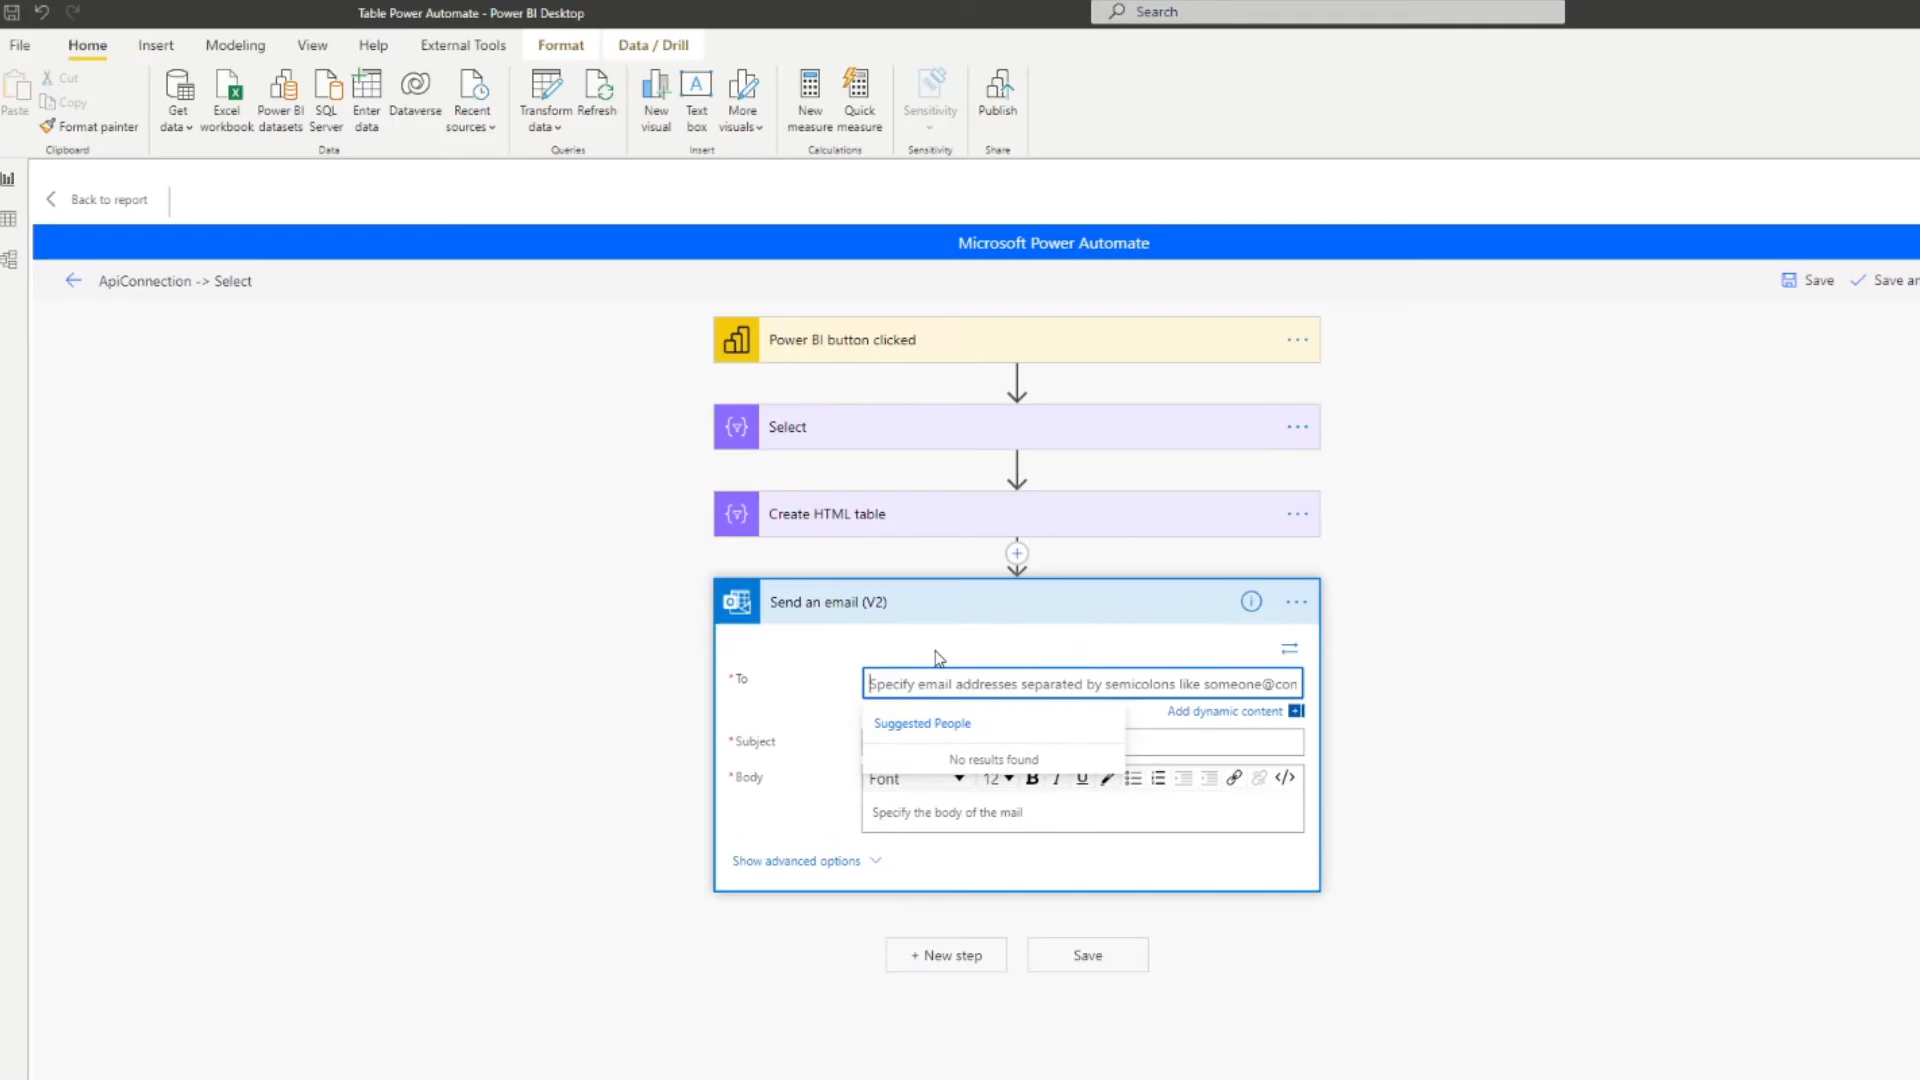 Table Power Automate - Power BI Desktop
Search
File Home Insert Modeling View Help External Tools Format Data / Drill
Paste
Cut
Copy
Format painter
Clipboard
Get data
Excel workbook
Power BI datasets
SQL Server
Enter data
Dataverse
Recent sources
Data
Transform data
Refresh
Queries
New visual
Text box
More visuals
Insert
New measure
Quick measure
Calculations
Sensitivity
Sensitivity
Publish
Share
Back to report
Microsoft Power Automate
ApiConnection -> Select
Save
Save an
Power BI button clicked
Select
Create HTML table
Send an email (V2)
*To
Specify email addresses separated by semicolons like someone@con
Add dynamic content
Suggested People
*Subject
No results found
*Body
Font 12 B I U </>
Specify the body of the mail
Show advanced options
+ New step
Save